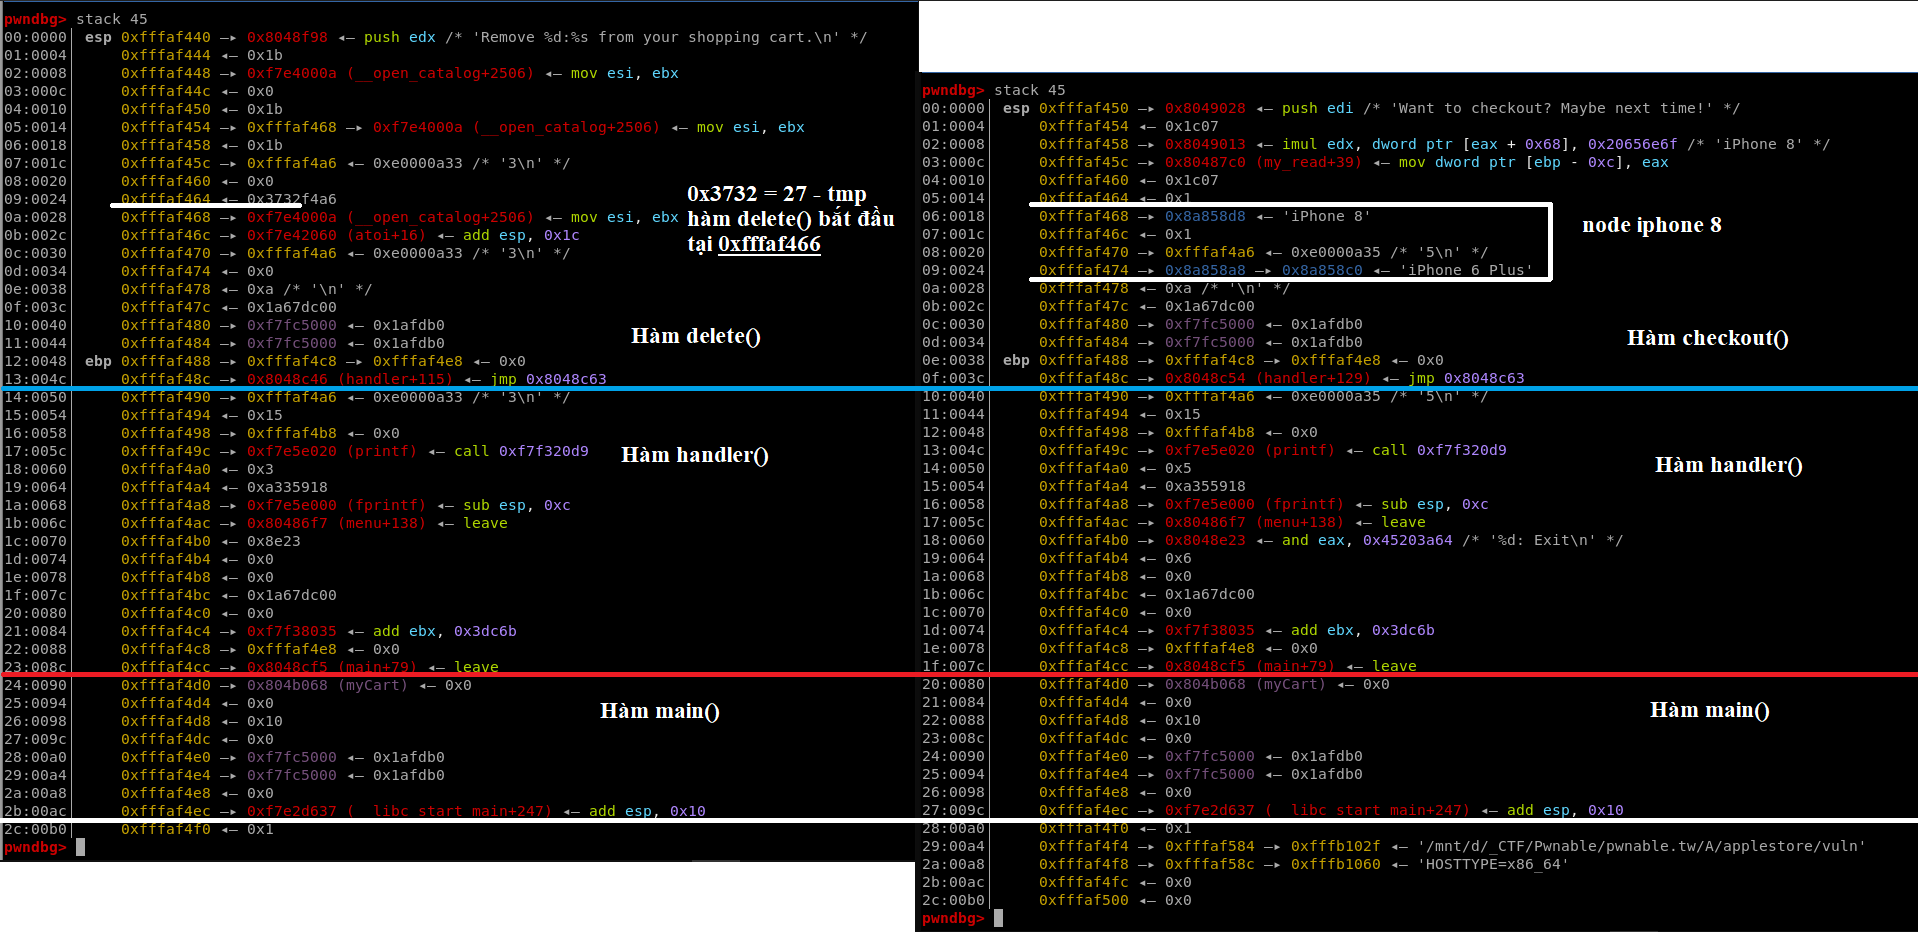 pwndbg> stack 45
00:0000│ esp 0xfffaf440 —▸ 0x8048f98 ◂— push edx /* 'Remove %d:%s from your shopping cart.\n' */
01:0004│     0xfffaf444 ◂— 0x1b
02:0008│     0xfffaf448 —▸ 0xf7e4000a (__open_catalog+2506) ◂— mov esi, ebx
03:000c│     0xfffaf44c ◂— 0x0
04:0010│     0xfffaf450 ◂— 0x1b
05:0014│     0xfffaf454 —▸ 0xfffaf468 —▸ 0xf7e4000a (__open_catalog+2506) ◂— mov esi, ebx
06:0018│     0xfffaf458 ◂— 0x1b
07:001c│     0xfffaf45c —▸ 0xfffaf4a6 ◂— 0xe0000a33 /* '3\n' */
08:0020│     0xfffaf460 ◂— 0x0
09:0024│     0xfffaf464 ◂— 0x3732f4a6
0a:0028│     0xfffaf468 —▸ 0xf7e4000a (__open_catalog+2506) ◂— mov esi, ebx
0b:002c│     0xfffaf46c —▸ 0xf7e42060 (atoi+16) ◂— add esp, 0x1c
0c:0030│     0xfffaf470 —▸ 0xfffaf4a6 ◂— 0xe0000a33 /* '3\n' */
0d:0034│     0xfffaf474 ◂— 0x0
0e:0038│     0xfffaf478 ◂— 0xa /* '\n' */
0f:003c│     0xfffaf47c ◂— 0x1a67dc00
10:0040│     0xfffaf480 —▸ 0xf7fc5000 ◂— 0x1afdb0
11:0044│     0xfffaf484 —▸ 0xf7fc5000 ◂— 0x1afdb0
12:0048│ ebp 0xfffaf488 —▸ 0xfffaf4c8 —▸ 0xfffaf4e8 ◂— 0x0
13:004c│     0xfffaf48c —▸ 0x8048c46 (handler+115) ◂— jmp 0x8048c63
14:0050│     0xfffaf490 —▸ 0xfffaf4a6 ◂— 0xe0000a33 /* '3\n' */
15:0054│     0xfffaf494 ◂— 0x15
16:0058│     0xfffaf498 —▸ 0xfffaf4b8 ◂— 0x0
17:005c│     0xfffaf49c —▸ 0xf7e5e020 (printf) ◂— call 0xf7f320d9
18:0060│     0xfffaf4a0 ◂— 0x3
19:0064│     0xfffaf4a4 ◂— 0xa335918
1a:0068│     0xfffaf4a8 —▸ 0xf7e5e000 (fprintf) ◂— sub esp, 0xc
1b:006c│     0xfffaf4ac —▸ 0x80486f7 (menu+138) ◂— leave
1c:0070│     0xfffaf4b0 ◂— 0x8e23
1d:0074│     0xfffaf4b4 ◂— 0x0
1e:0078│     0xfffaf4b8 ◂— 0x0
1f:007c│     0xfffaf4bc ◂— 0x1a67dc00
20:0080│     0xfffaf4c0 ◂— 0x0
21:0084│     0xfffaf4c4 —▸ 0xf7f38035 ◂— add ebx, 0x3dc6b
22:0088│     0xfffaf4c8 —▸ 0xfffaf4e8 ◂— 0x0
23:008c│     0xfffaf4cc —▸ 0x8048cf5 (main+79) ◂— leave
24:0090│     0xfffaf4d0 —▸ 0x804b068 (myCart) ◂— 0x0
25:0094│     0xfffaf4d4 ◂— 0x0
26:0098│     0xfffaf4d8 ◂— 0x10
27:009c│     0xfffaf4dc ◂— 0x0
28:00a0│     0xfffaf4e0 —▸ 0xf7fc5000 ◂— 0x1afdb0
29:00a4│     0xfffaf4e4 —▸ 0xf7fc5000 ◂— 0x1afdb0
2a:00a8│     0xfffaf4e8 ◂— 0x0
2b:00ac│     0xfffaf4ec —▸ 0xf7e2d637 (__libc_start_main+247) ◂— add esp, 0x10
2c:00b0│     0xfffaf4f0 ◂— 0x1
pwndbg>
0x3732 = 27 - tmp
hàm delete() bắt đầu
tại 0xfffaf466
Hàm delete()
Hàm handler()
Hàm main()
pwndbg> stack 45
00:0000│ esp 0xfffaf450 —▸ 0x8049028 ◂— push edi /* 'Want to checkout? Maybe next time!' */
01:0004│     0xfffaf454 ◂— 0x1c07
02:0008│     0xfffaf458 —▸ 0x8049013 ◂— imul edx, dword ptr [eax + 0x68], 0x20656e6f /* 'iPhone 8' */
03:000c│     0xfffaf45c —▸ 0x80487c0 (my_read+39) ◂— mov dword ptr [ebp - 0xc], eax
04:0010│     0xfffaf460 ◂— 0x1c07
05:0014│     0xfffaf464 ◂— 0x1
06:0018│     0xfffaf468 —▸ 0x8a858d8 ◂— 'iPhone 8'
07:001c│     0xfffaf46c ◂— 0x1
08:0020│     0xfffaf470 —▸ 0xfffaf4a6 ◂— 0xe0000a35 /* '5\n' */
09:0024│     0xfffaf474 —▸ 0x8a858a8 —▸ 0x8a858c0 ◂— 'iPhone 6 Plus'
0a:0028│     0xfffaf478 ◂— 0xa /* '\n' */
0b:002c│     0xfffaf47c ◂— 0x1a67dc00
0c:0030│     0xfffaf480 —▸ 0xf7fc5000 ◂— 0x1afdb0
0d:0034│     0xfffaf484 —▸ 0xf7fc5000 ◂— 0x1afdb0
0e:0038│ ebp 0xfffaf488 —▸ 0xfffaf4c8 —▸ 0xfffaf4e8 ◂— 0x0
0f:003c│     0xfffaf48c —▸ 0x8048c54 (handler+129) ◂— jmp 0x8048c63
10:0040│     0xfffaf490 —▸ 0xfffaf4a6 ◂— 0xe0000a35 /* '5\n' */
11:0044│     0xfffaf494 ◂— 0x15
12:0048│     0xfffaf498 —▸ 0xfffaf4b8 ◂— 0x0
13:004c│     0xfffaf49c —▸ 0xf7e5e020 (printf) ◂— call 0xf7f320d9
14:0050│     0xfffaf4a0 ◂— 0x5
15:0054│     0xfffaf4a4 ◂— 0xa355918
16:0058│     0xfffaf4a8 —▸ 0xf7e5e000 (fprintf) ◂— sub esp, 0xc
17:005c│     0xfffaf4ac —▸ 0x80486f7 (menu+138) ◂— leave
18:0060│     0xfffaf4b0 —▸ 0x8048e23 ◂— and eax, 0x45203a64 /* '%d: Exit\n' */
19:0064│     0xfffaf4b4 ◂— 0x6
1a:0068│     0xfffaf4b8 ◂— 0x0
1b:006c│     0xfffaf4bc ◂— 0x1a67dc00
1c:0070│     0xfffaf4c0 ◂— 0x0
1d:0074│     0xfffaf4c4 —▸ 0xf7f38035 ◂— add ebx, 0x3dc6b
1e:0078│     0xfffaf4c8 —▸ 0xfffaf4e8 ◂— 0x0
1f:007c│     0xfffaf4cc —▸ 0x8048cf5 (main+79) ◂— leave
20:0080│     0xfffaf4d0 —▸ 0x804b068 (myCart) ◂— 0x0
21:0084│     0xfffaf4d4 ◂— 0x0
22:0088│     0xfffaf4d8 ◂— 0x10
23:008c│     0xfffaf4dc ◂— 0x0
24:0090│     0xfffaf4e0 —▸ 0xf7fc5000 ◂— 0x1afdb0
25:0094│     0xfffaf4e4 —▸ 0xf7fc5000 ◂— 0x1afdb0
26:0098│     0xfffaf4e8 ◂— 0x0
27:009c│     0xfffaf4ec —▸ 0xf7e2d637 (__libc_start_main+247) ◂— add esp, 0x10
28:00a0│     0xfffaf4f0 ◂— 0x1
29:00a4│     0xfffaf4f4 —▸ 0xfffaf584 —▸ 0xfffb102f ◂— '/mnt/d/_CTF/Pwnable/pwnable.tw/A/applestore/vuln'
2a:00a8│     0xfffaf4f8 —▸ 0xfffaf58c —▸ 0xfffb1060 ◂— 'HOSTTYPE=x86_64'
2b:00ac│     0xfffaf4fc ◂— 0x0
2c:00b0│     0xfffaf500 ◂— 0x0
pwndbg>
node iphone 8
Hàm checkout()
Hàm handler()
Hàm main()